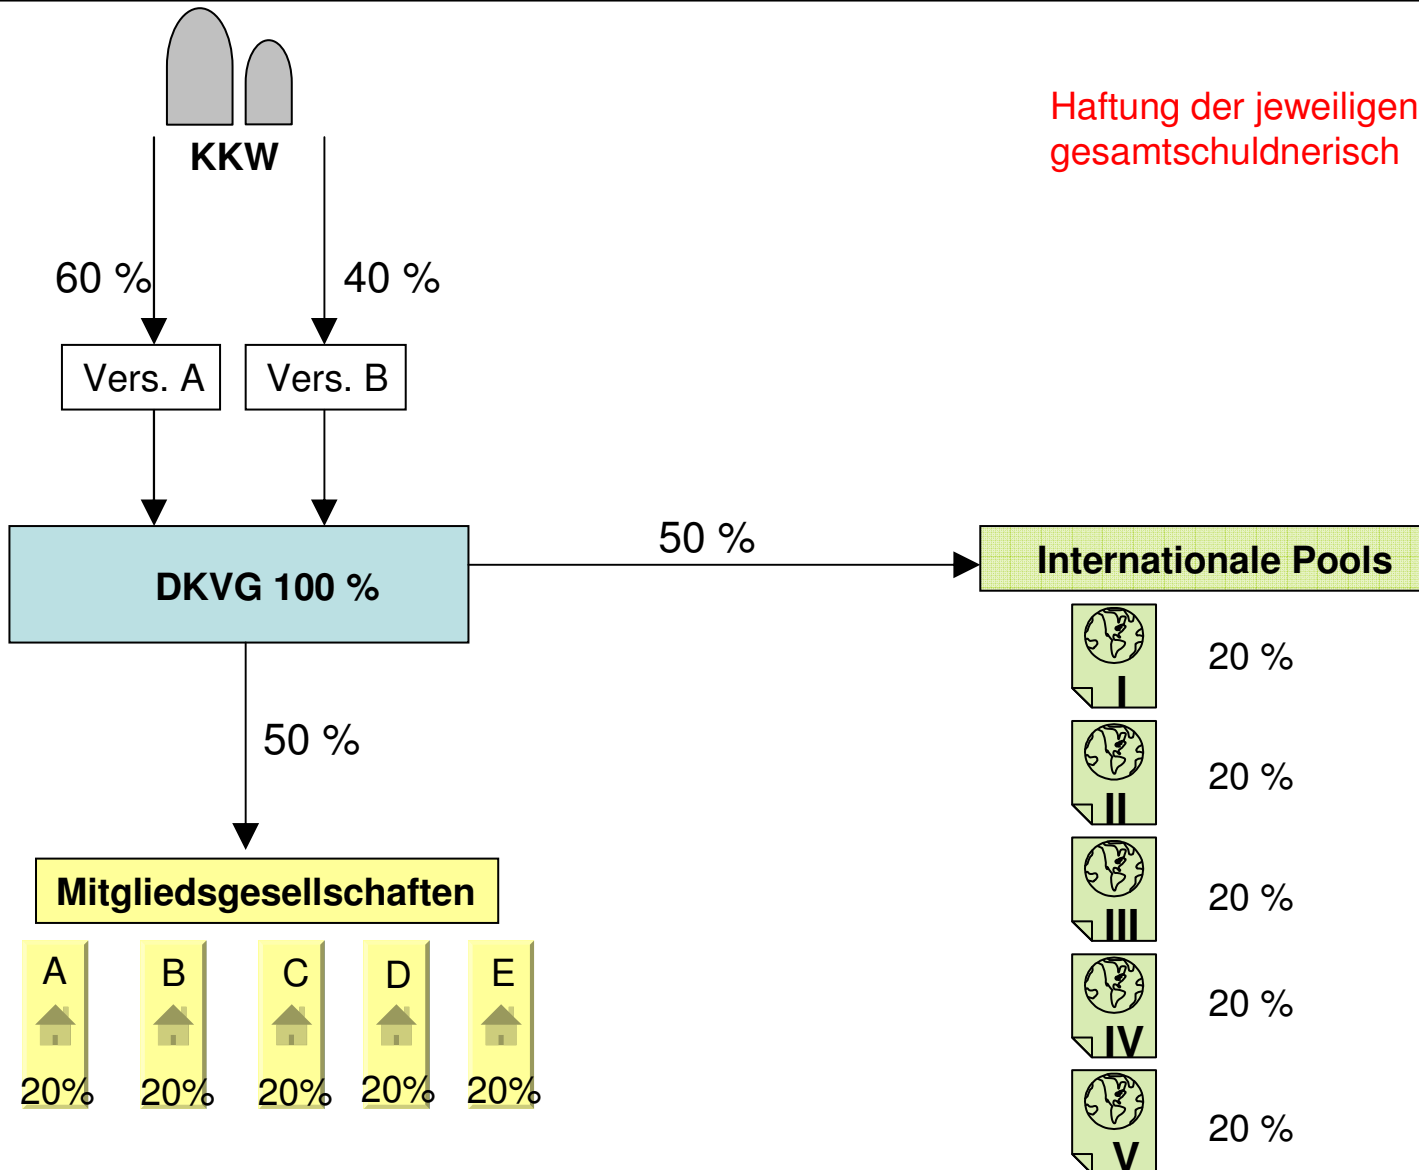 Haftung der jeweiligen
gesamtschuldnerisch
KKW
60 %
40 %
Vers. A
Vers. B
DKVG 100 %
50 %
Internationale Pools
I
20 %
II
20 %
III
20 %
IV
20 %
V
20 %
50 %
Mitgliedsgesellschaften
A
B
C
D
E
20%
20%
20%
20%
20%